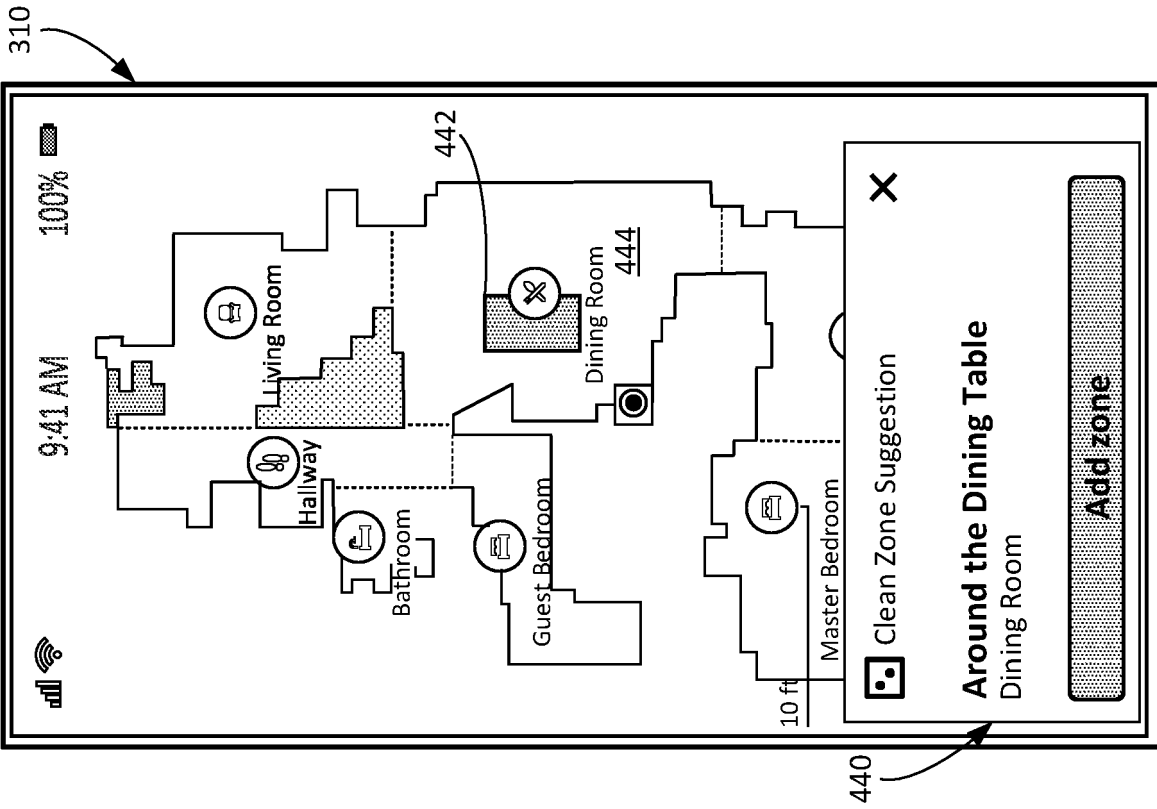 310
9:41 AM
100%
Living Room
Hallway
Bathroom
442
Dining Room
444
Guest Bedroom
Master Bedroom
10 ft
Clean Zone Suggestion
Around the Dining Table
Dining Room
Add zone
440